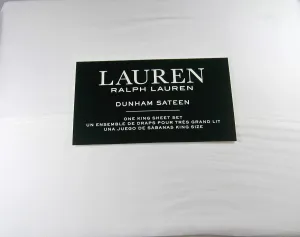 LAUREN
RALPH LAUREN
DUNHAM SATEEN
ONE KING SHEET SET
UN ENSEMBLE DE DRAPS POUR TRÈS GRAND LIT
UNA JUEGO DE SABANAS KING SIZE